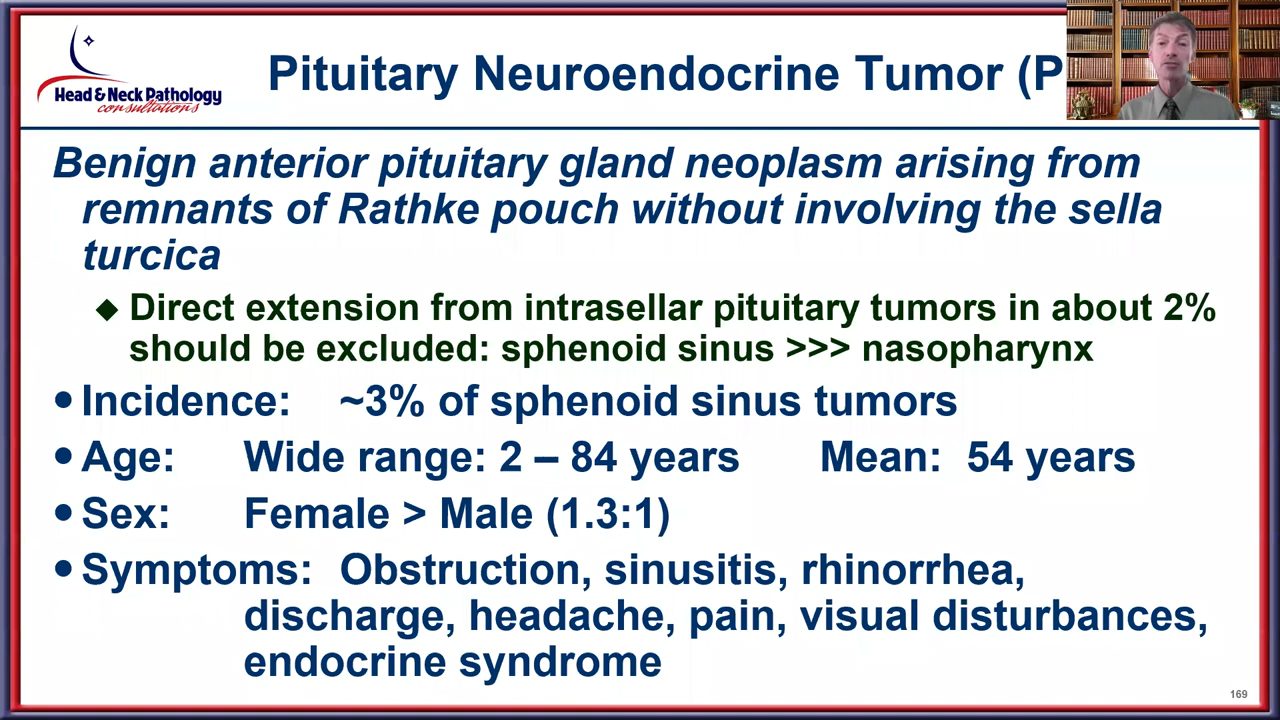 Head & Neck Pathology
consultations
Pituitary Neuroendocrine Tumor (P
Benign anterior pituitary gland neoplasm arising from
remnants of Rathke pouch without involving the sella
turcica
◆ Direct extension from intrasellar pituitary tumors in about 2%
should be excluded: sphenoid sinus >>> nasopharynx
• Incidence: ~3% of sphenoid sinus tumors
• Age: Wide range: 2 – 84 years Mean: 54 years
• Sex: Female > Male (1.3:1)
• Symptoms: Obstruction, sinusitis, rhinorrhea,
discharge, headache, pain, visual disturbances,
endocrine syndrome
169